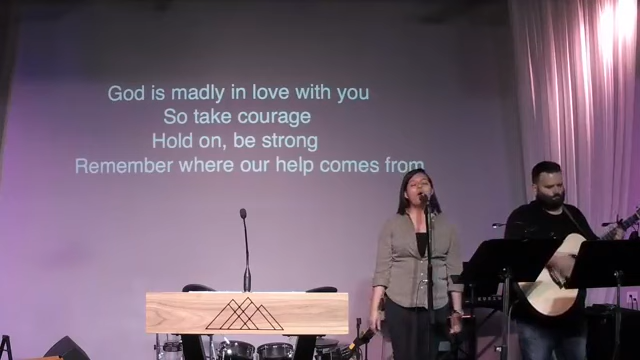 God is madly in love with you
So take courage
Hold on, be strong
Remember where our help comes from